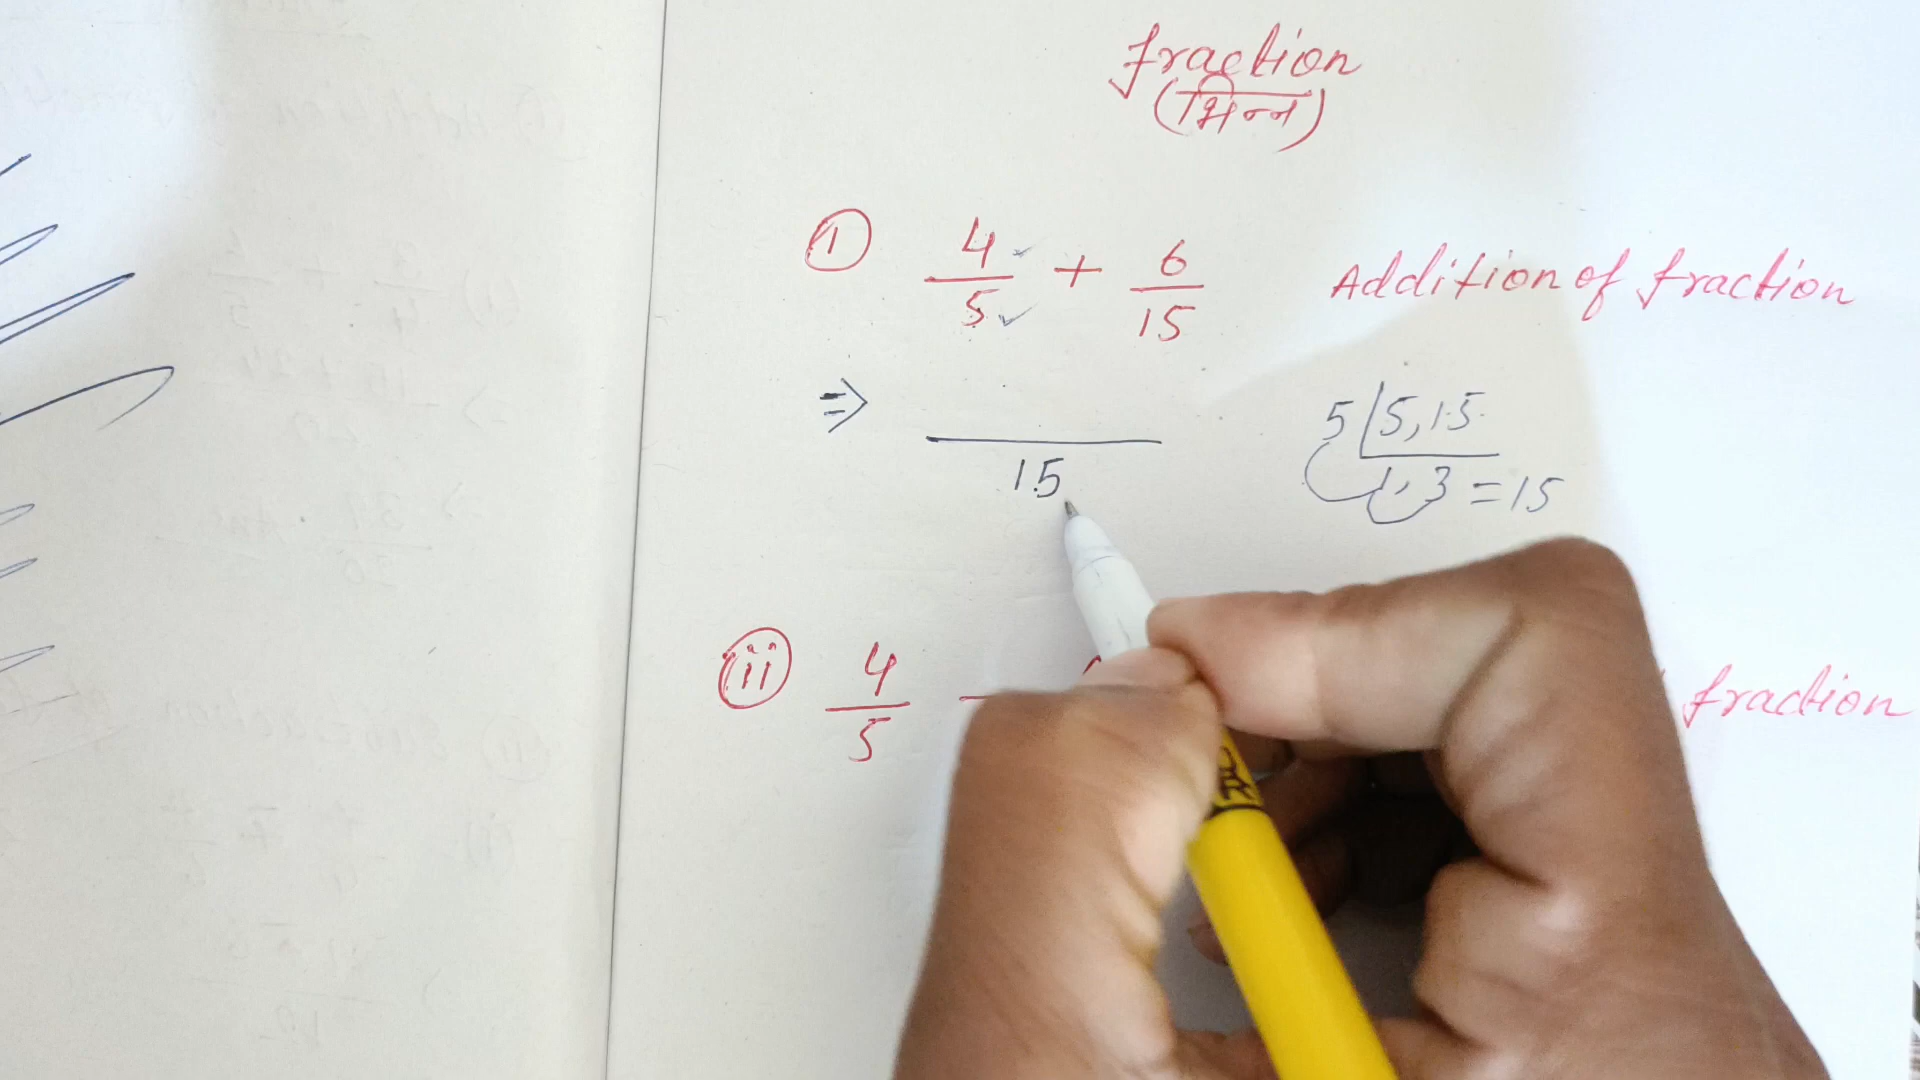 fraction
(भिन्न)
(i) 4/5 + 6/15 Addition of fraction
⇒ /15
5 | 5, 15
1, 3 = 15
(ii) 4/5 - fraction